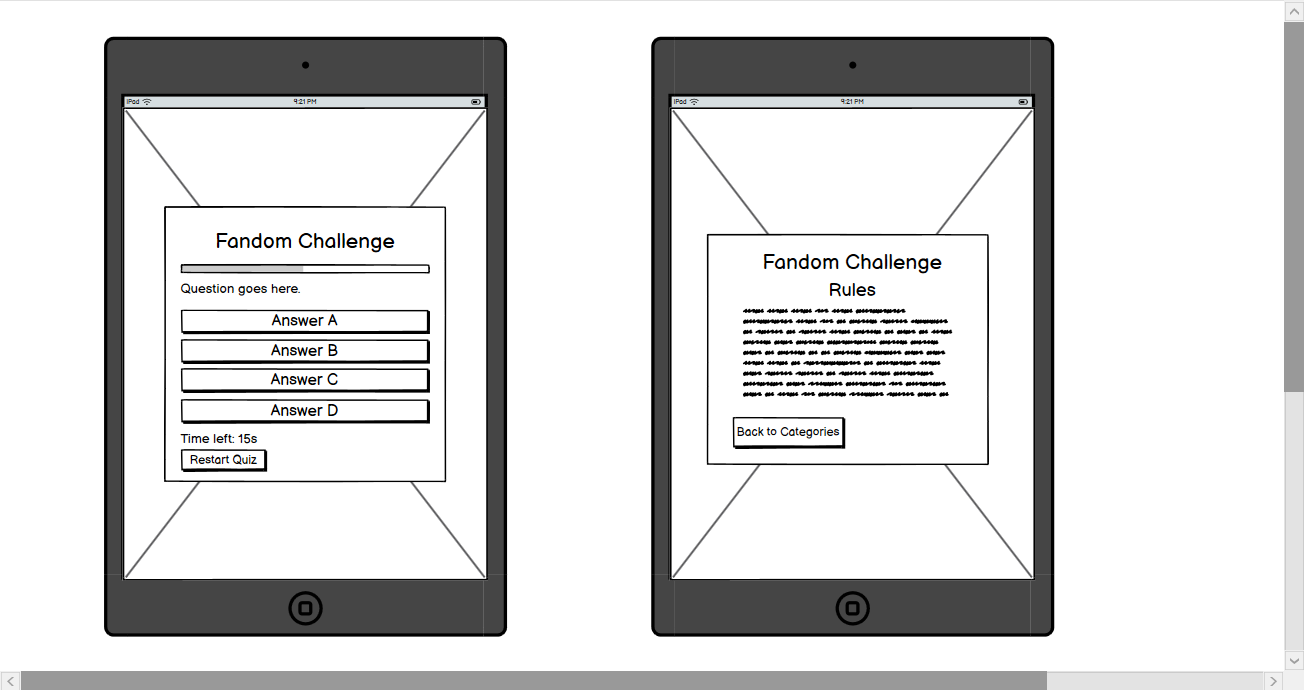 iPad 9:21 PM
Fandom Challenge
Question goes here.
Answer A
Answer B
Answer C
Answer D
Time left: 15s
Restart Quiz
iPad 9:21 PM
Fandom Challenge
Rules
Back to Categories